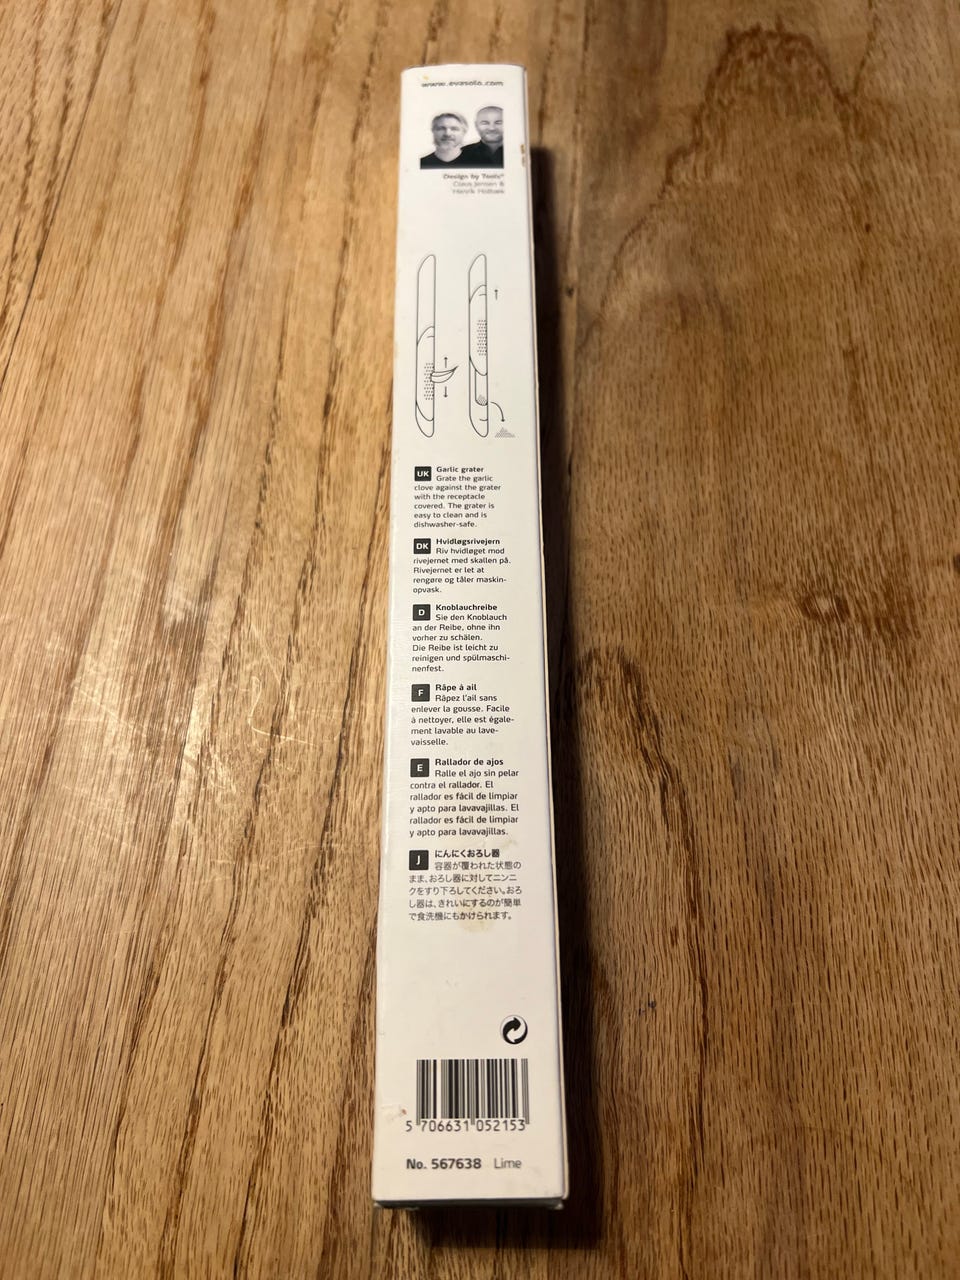 www.evasolo.com
Design by Tools®
Claus Jensen &
Henrik Holbæk
UK Garlic grater
Grate the garlic
clove against the grater
with the receptacle
covered. The grater is
easy to clean and is
dishwasher-safe.
DK Hvidløgsrivejern
Riv hvidløget mod
rivejernet med skallen på.
Rivejernet er let at
rengøre og tåler maskin-
opvask.
D Knoblauchreibe
Sie den Knoblauch
an der Reibe, ohne ihn
vorher zu schälen.
Die Reibe ist leicht zu
reinigen und spülmaschi-
nenfest.
F Râpe à ail
Râpez l'ail sans
enlever la gousse. Facile
à nettoyer, elle est égale-
ment lavable au lave-
vaisselle.
E Rallador de ajos
Ralle el ajo sin pelar
contra el rallador. El
rallador es fácil de limpiar
y apto para lavavajillas. El
rallador es fácil de limpiar
y apto para lavavajillas.
J にんにくおろし器
容器が覆われた状態の
まま、おろし器に対してニンニ
クをすり下ろしてください。おろ
し器は、きれいにするのが簡単
で食洗機にもかけられます。
5 706631 052153
No. 567638 Lime